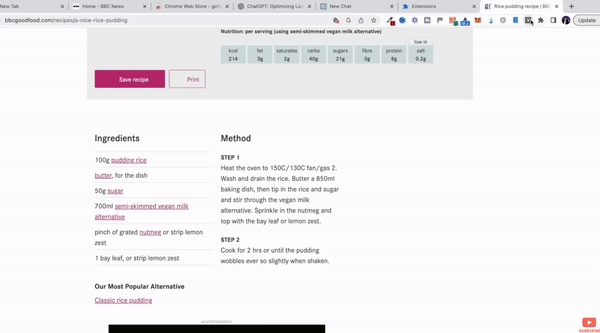 New Tab
Home - BBC News
Chrome Web Store - gol
ChatGPT: Optimizing Lan
New Chat
Extensions
Rice pudding recipe | BBC
bbcgoodfood.com/recipes/a-nice-rice-pudding
Update
Nutrition: per serving (using semi-skimmed vegan milk alternative)
low in
kcal fat saturates carbs sugars fibre protein salt
214 3g 2g 40g 21g 0g 8g 0.2g
Save recipe
Print
Ingredients
100g pudding rice
butter, for the dish
50g sugar
700ml semi-skimmed vegan milk
alternative
pinch of grated nutmeg or strip lemon
zest
1 bay leaf, or strip lemon zest
Our Most Popular Alternative
Classic rice pudding
Method
STEP 1
Heat the oven to 150C/130C fan/gas 2.
Wash and drain the rice. Butter a 850ml
baking dish, then tip in the rice and sugar
and stir through the vegan milk
alternative. Sprinkle in the nutmeg and
top with the bay leaf or lemon zest.
STEP 2
Cook for 2 hrs or until the pudding
wobbles ever so slightly when shaken.
ADVERTISEMENT